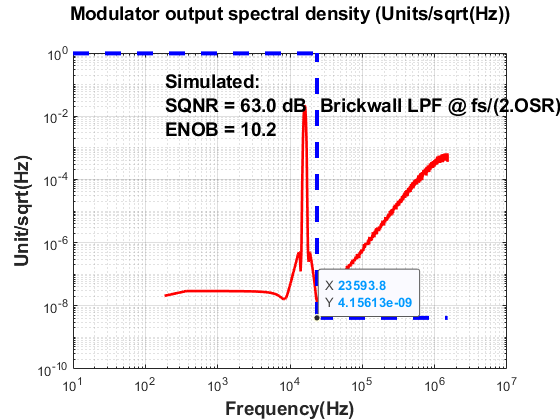 Modulator output spectral density (Units/sqrt(Hz))
Simulated:
SQNR = 63.0 dB Brickwall LPF @ fs/(2.OSR)
ENOB = 10.2
Unit/sqrt(Hz)
10^0
10^-2
10^-4
10^-6
10^-8
10^-10
X 23593.8
Y 4.15613e-09
10^1
10^2
10^3
10^4
10^5
10^6
10^7
Frequency(Hz)